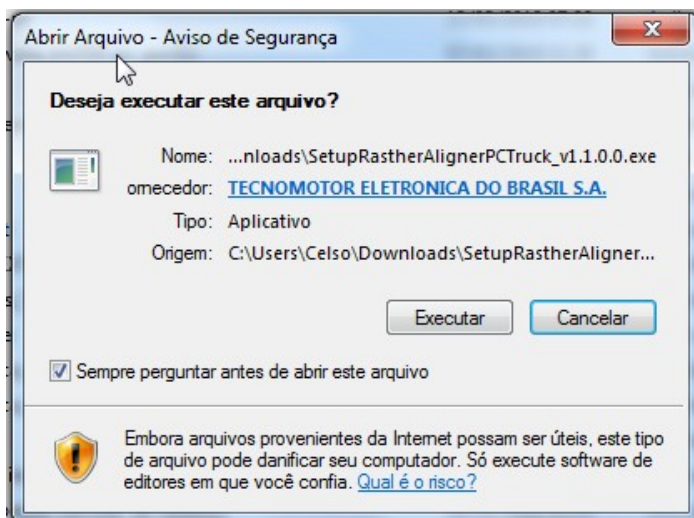 Abrir Arquivo - Aviso de Segurança
Deseja executar este arquivo?
Nome: ...nloads\SetupRastherAlignerPCTruck_v1.1.0.0.exe
ornecedor: TECNOMOTOR ELETRONICA DO BRASIL S.A.
Tipo: Aplicativo
Origem: C:\Users\Celso\Downloads\SetupRastherAligner...
Executar Cancelar
Sempre perguntar antes de abrir este arquivo
Embora arquivos provenientes da Internet possam ser úteis, este tipo
de arquivo pode danificar seu computador. Só execute software de
editores em que você confia. Qual é o risco?